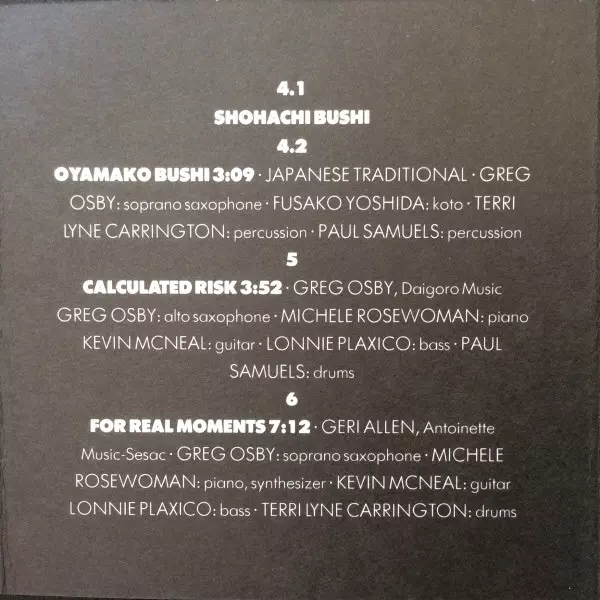 4.1
SHOHACHI BUSHI
4.2
OYAMAKO BUSHI 3:09 · JAPANESE TRADITIONAL · GREG
OSBY: soprano saxophone · FUSAKO YOSHIDA: koto · TERRI
LYNE CARRINGTON: percussion · PAUL SAMUELS: percussion
5
CALCULATED RISK 3:52 · GREG OSBY, Daigoro Music
GREG OSBY: alto saxophone · MICHELE ROSEWOMAN: piano
KEVIN MCNEAL: guitar · LONNIE PLAXICO: bass · PAUL
SAMUELS: drums
6
FOR REAL MOMENTS 7:12 · GERI ALLEN, Antoinette
Music-Sesac · GREG OSBY: soprano saxophone · MICHELE
ROSEWOMAN: piano, synthesizer · KEVIN MCNEAL: guitar
LONNIE PLAXICO: bass · TERRI LYNE CARRINGTON: drums